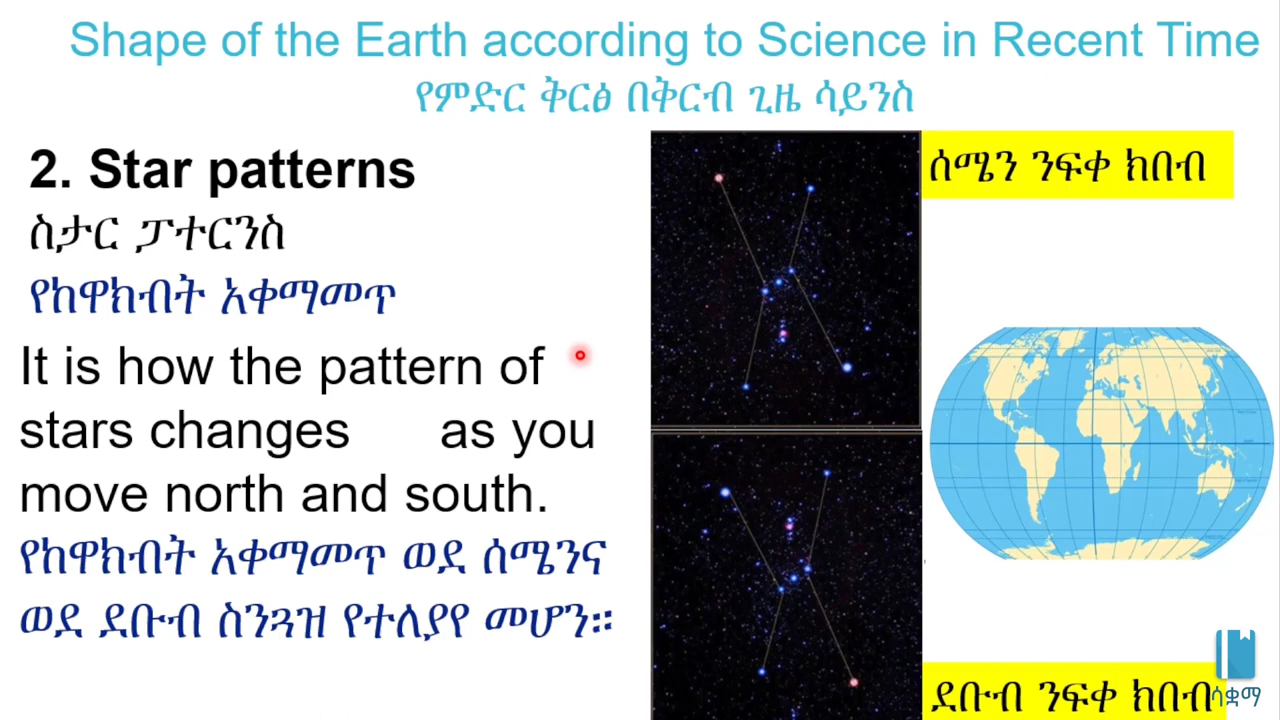 Shape of the Earth according to Science in Recent Time
የምድር ቅርፅ በቅርብ ጊዜ ሳይንስ
2. Star patterns
ስታር ፓተርንስ
የከዋክብት አቀማመጥ
It is how the pattern of
stars changes as you
move north and south.
የከዋክብት አቀማመጥ ወደ ሰሜንና
ወደ ደቡብ ስንጓዝ የተለያየ መሆን።
ሰሜን ንፍቀ ክበብ
ደቡብ ንፍቀ ክበብ
ሳቋማ